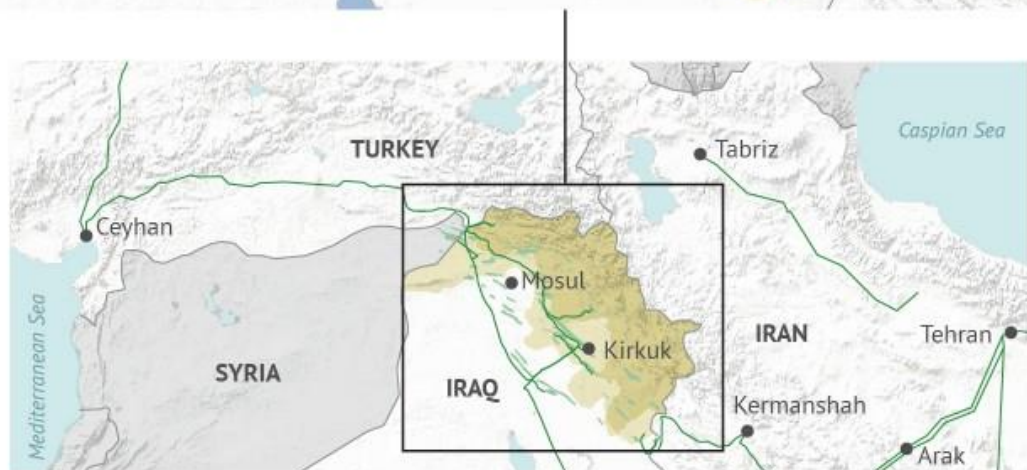 Caspian Sea
TURKEY
Tabriz
Ceyhan
Mosul
Mediterranean Sea
SYRIA
IRAQ
Kirkuk
IRAN
Tehran
Kermanshah
Arak